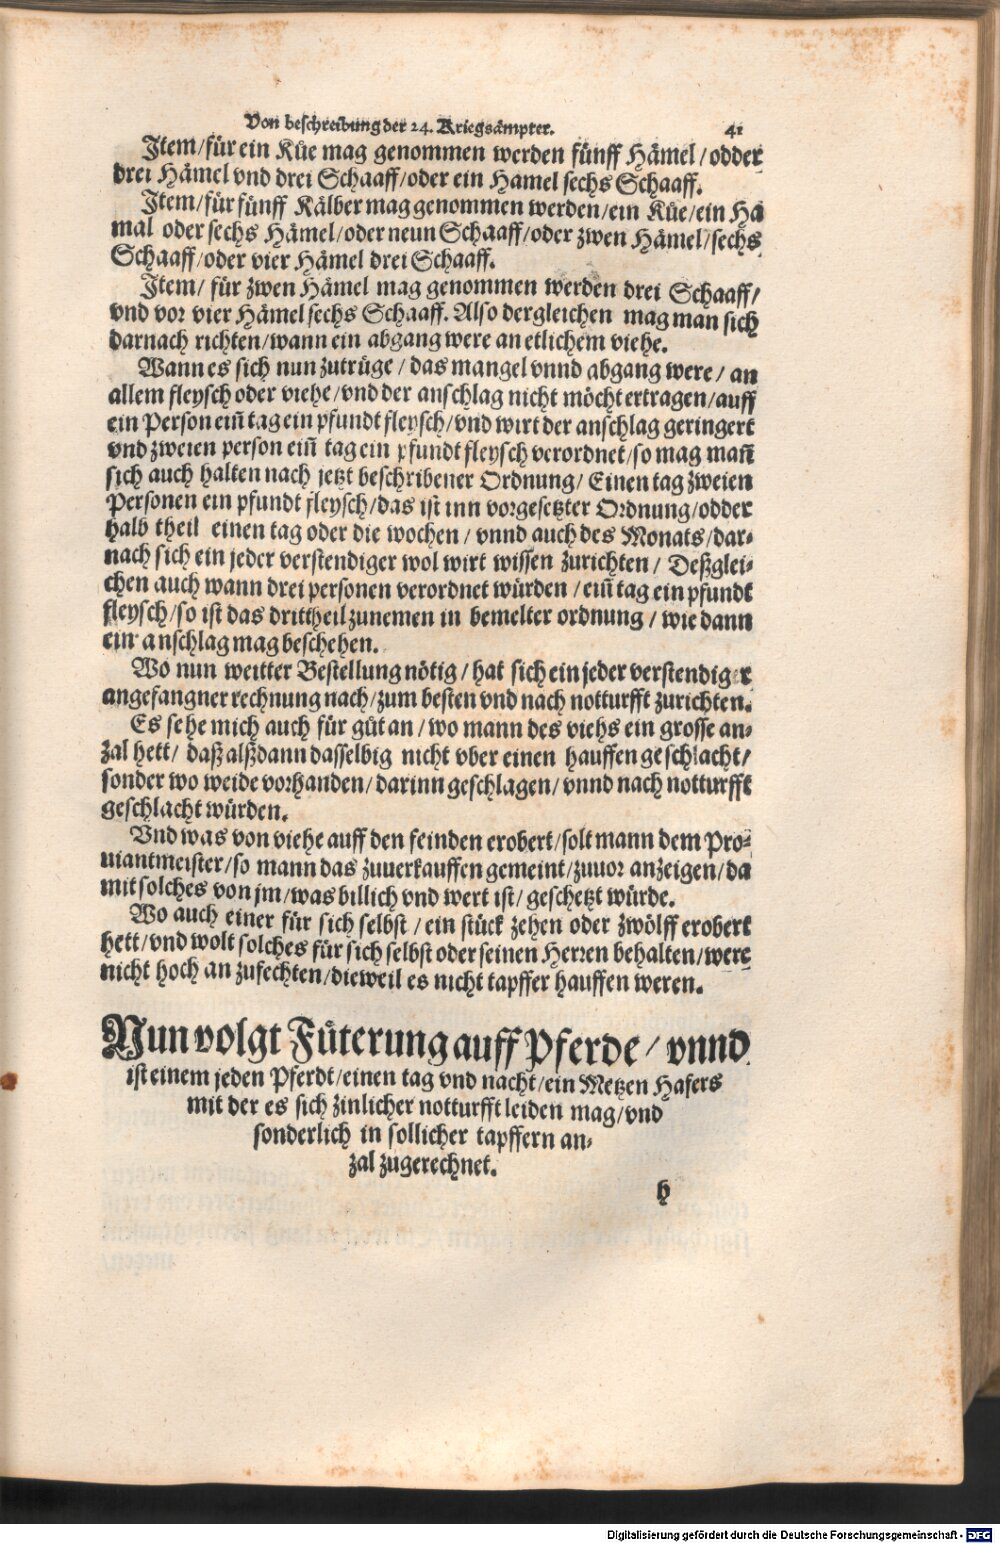 Von beschreibung der 24. Kriegsämpter. 41
Item/für ein Küe mag genommen werden fünff Hämel/odder
drei Hämel vnd drei Schaaff/oder ein Hamel sechs Schaaff.
Item/für fünff Kälber mag genommen werden/ein Küe/ein Ha
mal oder sechs Hämel/oder neun Schaaff/oder zwen Hämel/sechs
Schaaff/oder vier Hämel drei Schaaff.
Item/ für zwen Hämel mag genommen werden drei Schaaff/
vnd vor vier Hämel sechs Schaaff. Also dergleichen mag man sich
darnach richten/wann ein abgang were an etlichem viehe.
Wann es sich nun zutrüge/das mangel vnnd abgang were/ an
allem fleysch oder viehe/vnd der anschlag nicht möcht ertragen/auff
ein Person eiñ tag ein pfundt fleysch/vnd wirt der anschlag geringert
vnd zweien person eiñ tag ein pfundt fleysch verordnet/so mag mañ
sich auch halten nach jetzt beschribener Ordnung/ Einen tag zweien
Personen ein pfundt fleysch/das ist inn vorgesetzter Ordnung/odder
halb theil einen tag oder die wochen/vnnd auch des Monats/dar⸗
nach sich ein jeder verstendiger wol wirt wissen zurichten/ Deßglei⸗
chen auch wann drei personen verordnet würden/eiñ tag ein pfundt
fleysch/so ist das drittheil zunemen in bemelter ordnung/wie dann
ein anschlag mag beschehen.
Wo nun weitter Bestellung nötig/hat sich ein jeder verstendiger
angefangner rechnung nach/zum besten vnd nach notturfft zurichten.
Es sehe mich auch für gůt an/wo mann des viehs ein grosse an⸗
zal hett/ daß alßdann dasselbig nicht vber einen hauffen geschlacht/
sonder wo weide vorhanden/darinn geschlagen/vnnd nach notturfft
geschlacht würden.
Vnd was von viehe auff den feinden erobert/solt mann dem Pro⸗
uiantmeister/so mann das zuuerkauffen gemeint/zuuor anzeigen/da
mit solches von jm/was billich vnd wert ist/geschetzt würde.
Wo auch einer für sich selbst/ein stück zehen oder zwölff erobert
hett/vnd wolt solches für sich selbst oder seinen Herren behalten/were
nicht hoch anzufechten/dieweil es nicht tapffer hauffen weren.
Nun volgt Fůterung auff Pferde/vnnd
ist einem jeden Pferdt/einen tag vnd nacht/ein Metzen Hafers
mit der es sich zinlicher notturfft leiden mag/vnd
sonderlich in sollicher tapffern an⸗
zal zugerechnet.
h
Digitalisierung gefördert durch die Deutsche Forschungsgemeinschaft - DFG